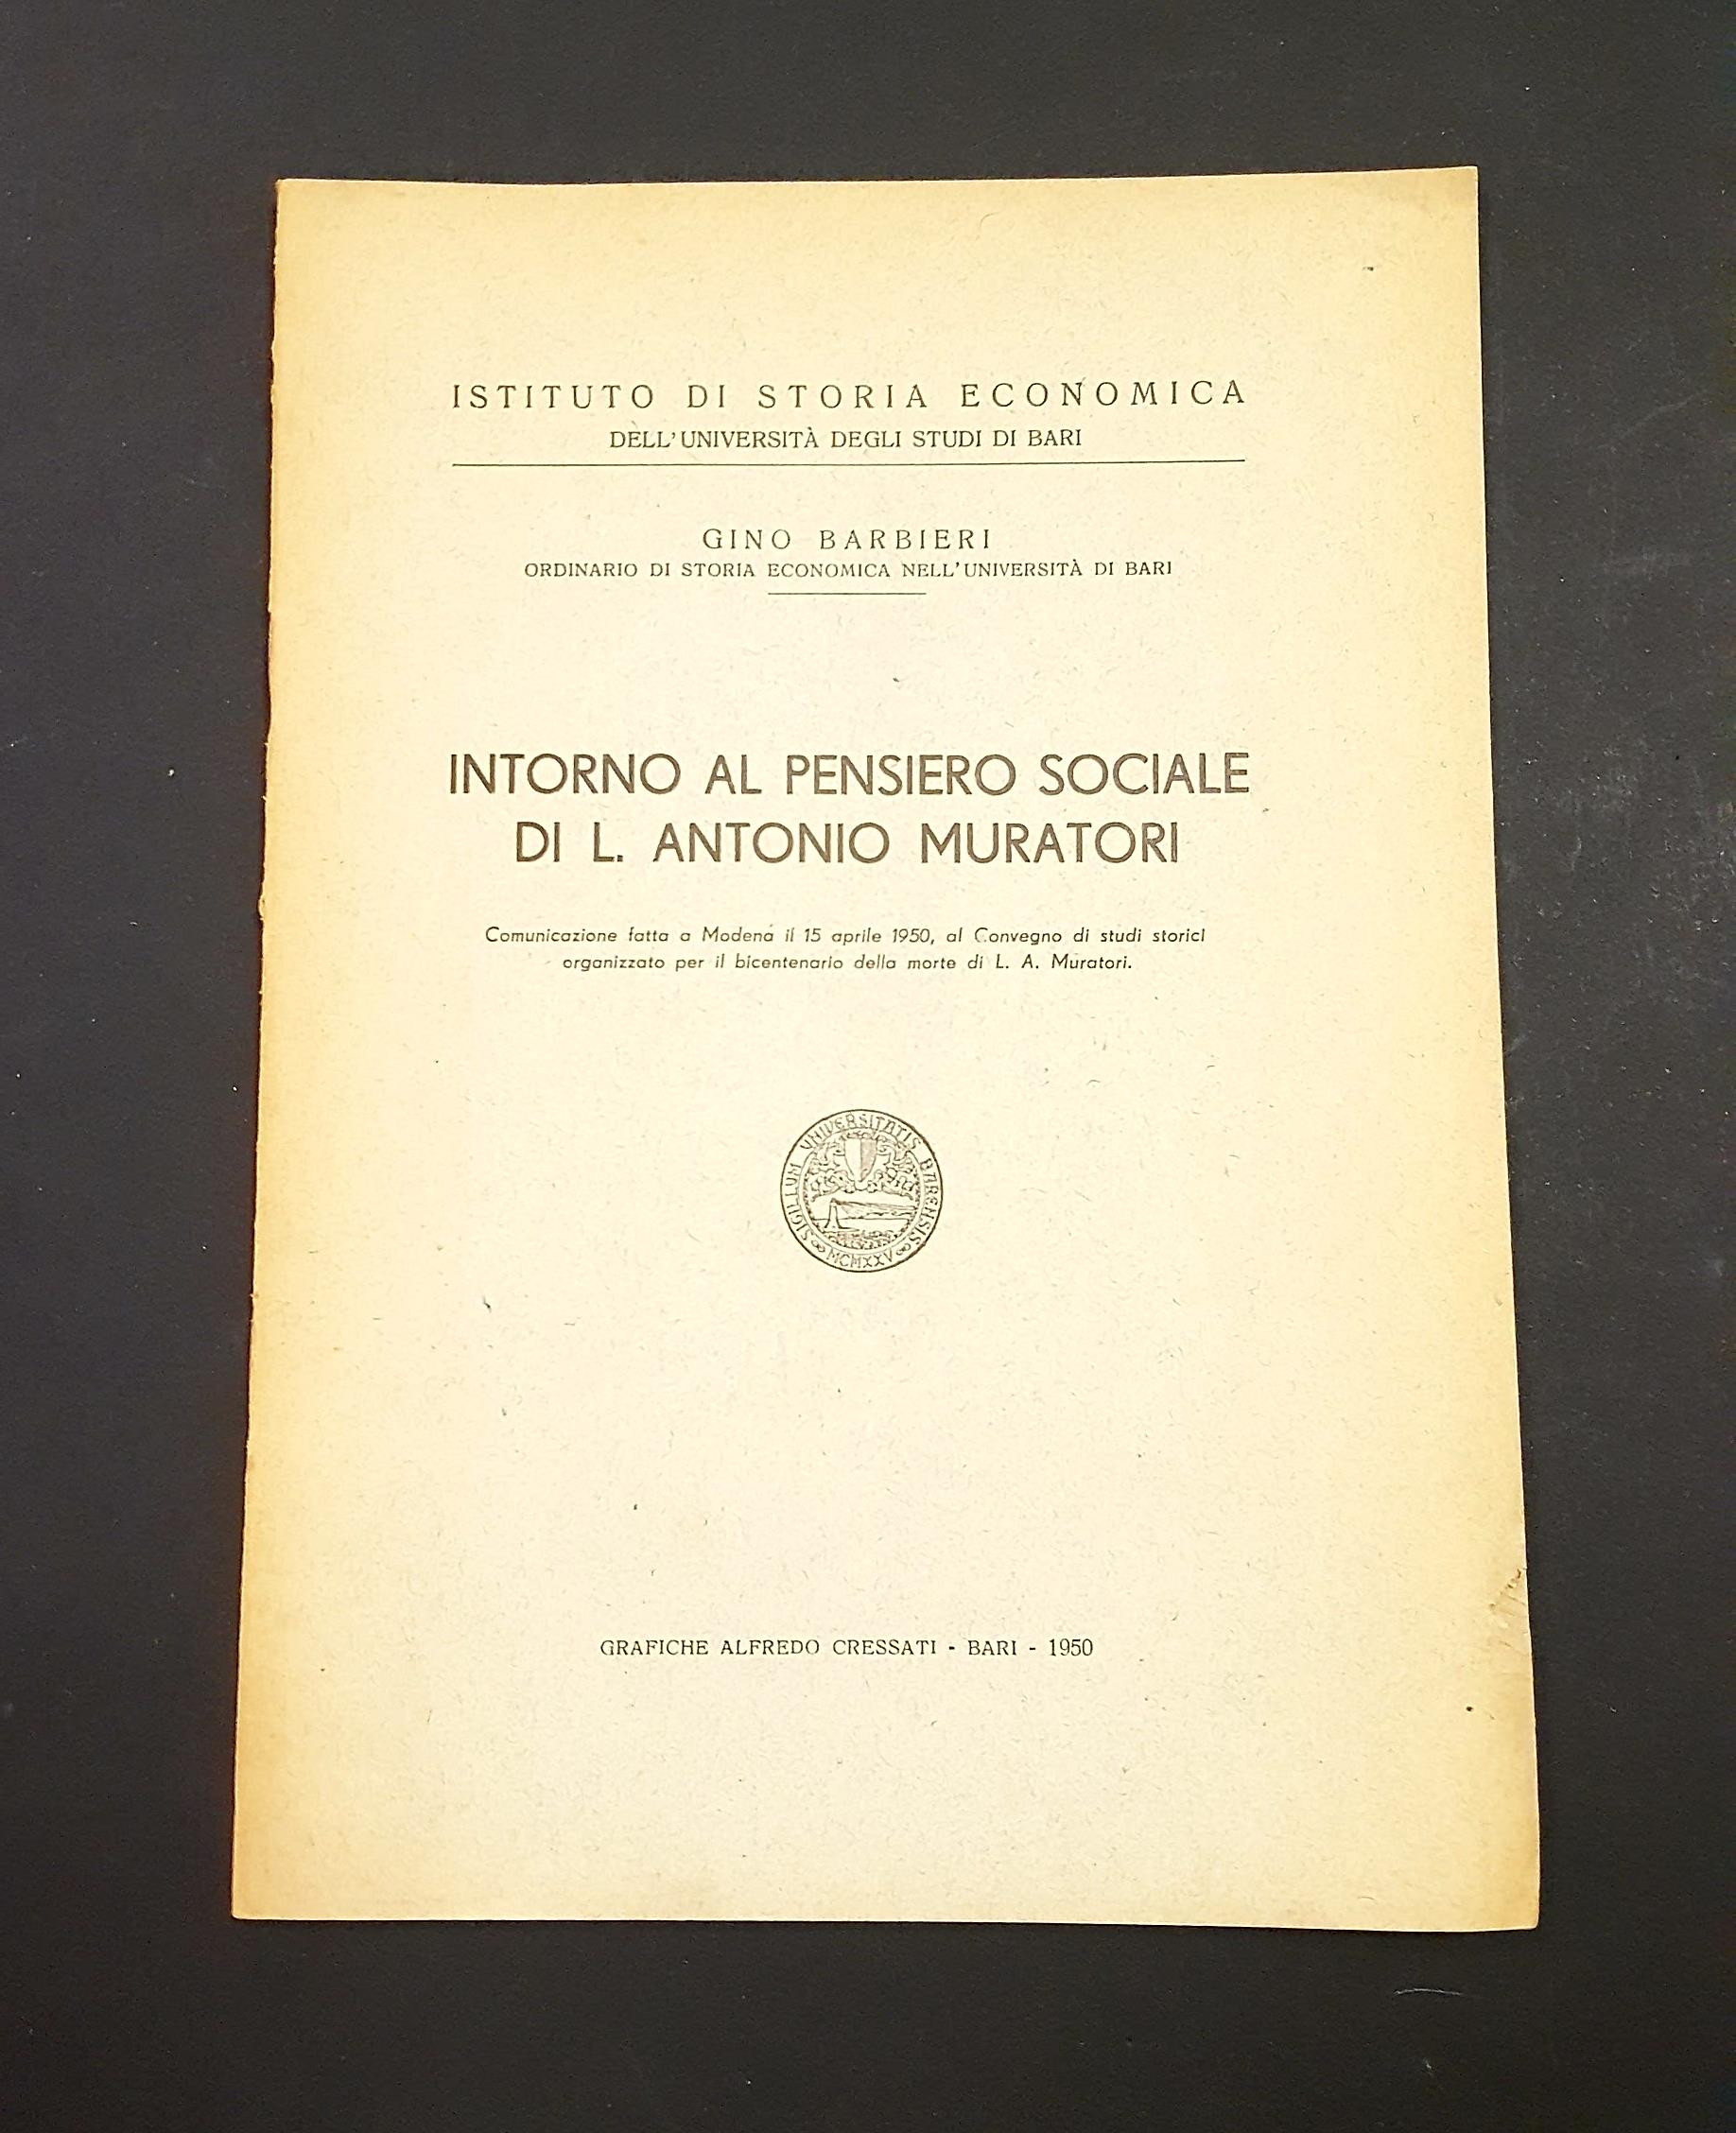 ISTITUTO DI STORIA ECONOMICA
DELL'UNIVERSITÀ DEGLI STUDI DI BARI
GINO BARBIERI
ORDINARIO DI STORIA ECONOMICA NELL'UNIVERSITÀ DI BARI
INTORNO AL PENSIERO SOCIALE
DI L. ANTONIO MURATORI
Comunicazione fatta a Modena il 15 aprile 1950, al Convegno di studi storici
organizzato per il bicentenario della morte di L. A. Muratori.
SIGILLUM UNIVERSITATIS BARENSIS
MCMXXV
GRAFICHE ALFREDO CRESSATI - BARI - 1950